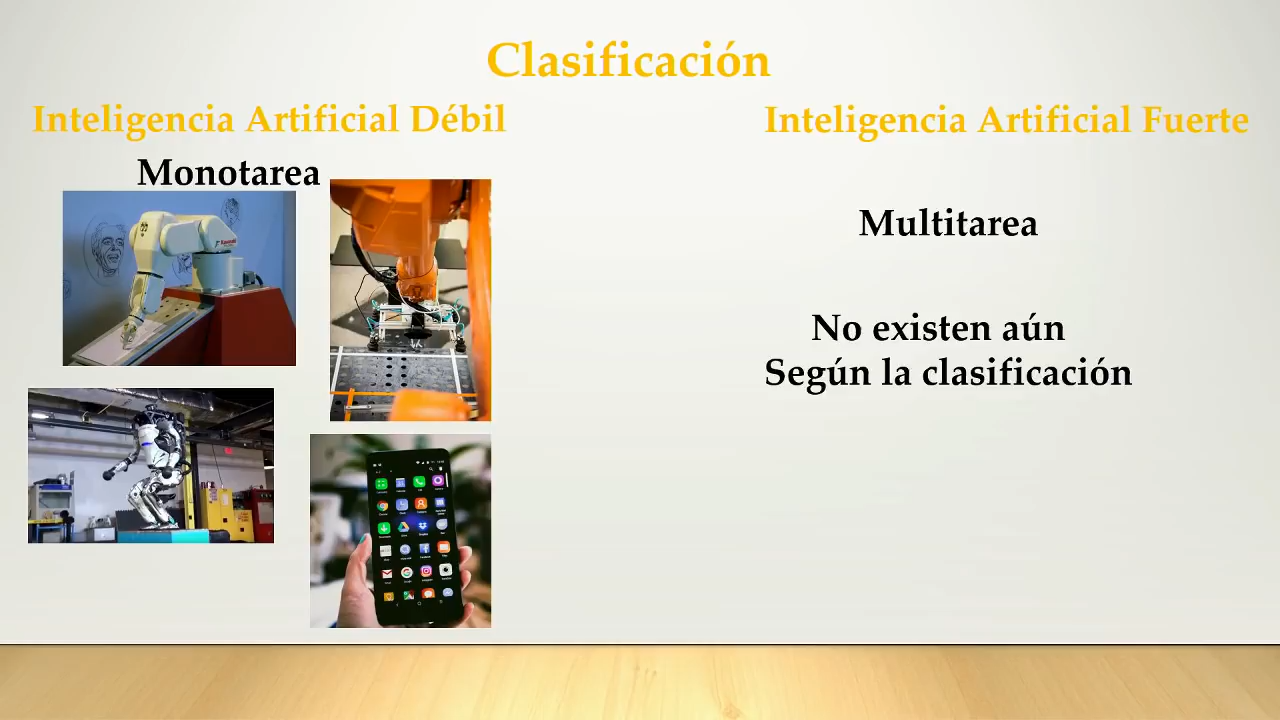 Clasificación
Inteligencia Artificial Débil
Monotarea
Inteligencia Artificial Fuerte
Multitarea
No existen aún
Según la clasificación